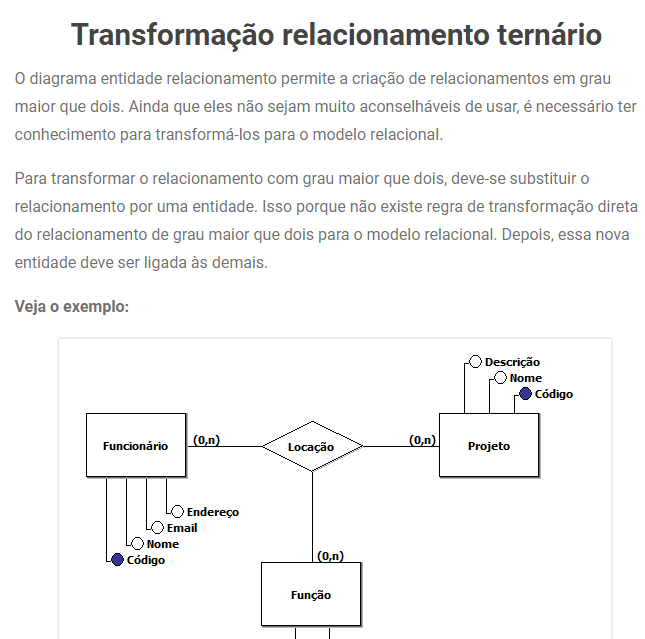 Transformação relacionamento ternário
O diagrama entidade relacionamento permite a criação de relacionamentos em grau
maior que dois. Ainda que eles não sejam muito aconselháveis de usar, é necessário ter
conhecimento para transformá-los para o modelo relacional.
Para transformar o relacionamento com grau maior que dois, deve-se substituir o
relacionamento por uma entidade. Isso porque não existe regra de transformação direta
do relacionamento de grau maior que dois para o modelo relacional. Depois, essa nova
entidade deve ser ligada às demais.
Veja o exemplo:
Descrição
Nome
Código
Funcionário
(0,n)
Locação
(0,n)
Projeto
Endereço
Email
Nome
Código
(0,n)
Função